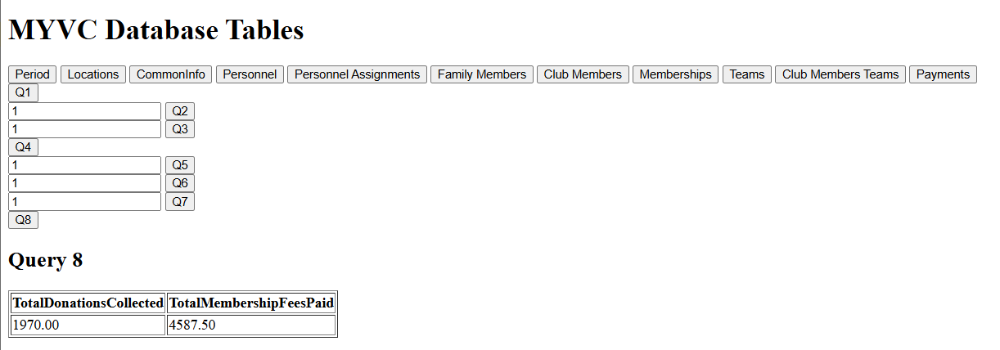 MYVC Database Tables
Period Locations CommonInfo Personnel Personnel Assignments Family Members Club Members Memberships Teams Club Members Teams Payments
Q1
1 Q2
1 Q3
Q4
1 Q5
1 Q6
1 Q7
Q8
Query 8
TotalDonationsCollected TotalMembershipFeesPaid
1970.00 4587.50